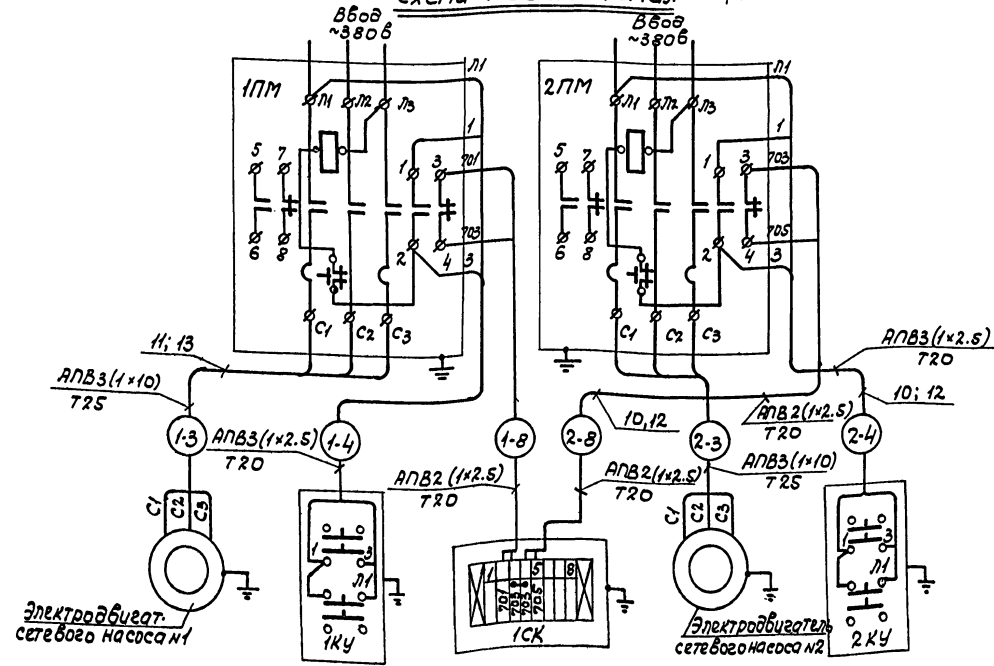 Ввод
~380в
Ввод
~380в
1ПМ
Л1
Л2
Л3
Л1
1
5
7
1
3
701
6
8
2
4
703
3
С1
С2
С3
2ПМ
Л1
Л2
Л3
Л1
1
5
7
1
3
703
6
8
2
4
705
3
С1
С2
С3
11; 13
АПВ3(1×10)
Т25
АПВ3(1×2.5)
Т20
10; 12
1-3
АПВ3(1×2.5)
Т20
1-4
1-8
2-8
10,12
2-3
АПВ2(1×2.5)
Т20
2-4
АПВ2(1×2.5)
Т20
АПВ2(1×2.5)
Т20
АПВ3(1×10)
Т25
С1
С2
С3
1
3
Л1
1КУ
1
5
8
701
703
703
705
1СК
С1
С2
С3
1
3
Л1
2КУ
Электродвигат.
сетевого насоса №1
Электродвигатель
сетевого насоса №2